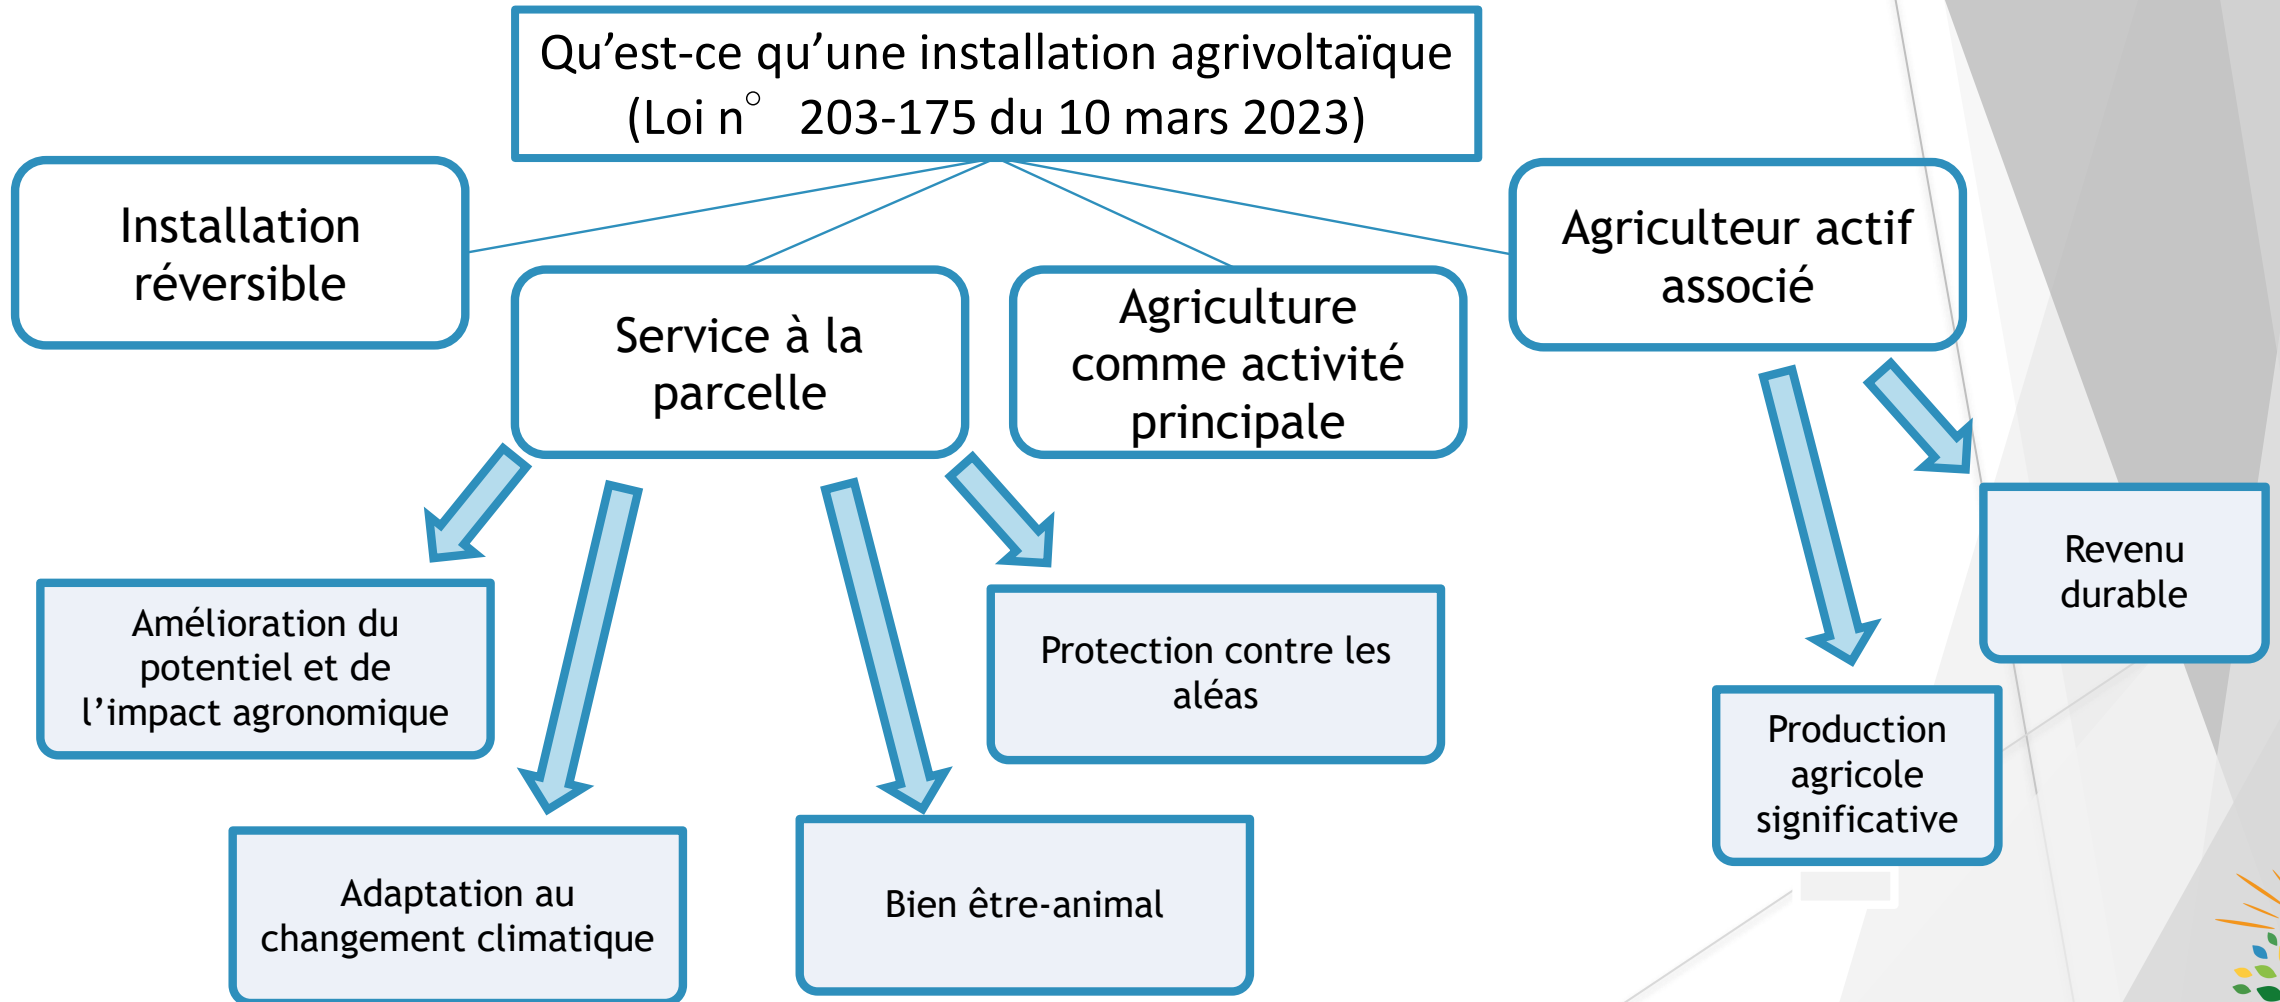 Qu’est-ce qu’une installation agrivoltaïque
(Loi n° 203-175 du 10 mars 2023)
Installation
réversible
Service à la
parcelle
Agriculture
comme activité
principale
Agriculteur actif
associé
Amélioration du
potentiel et de
l’impact agronomique
Adaptation au
changement climatique
Bien être-animal
Protection contre les
aléas
Production
agricole
significative
Revenu
durable